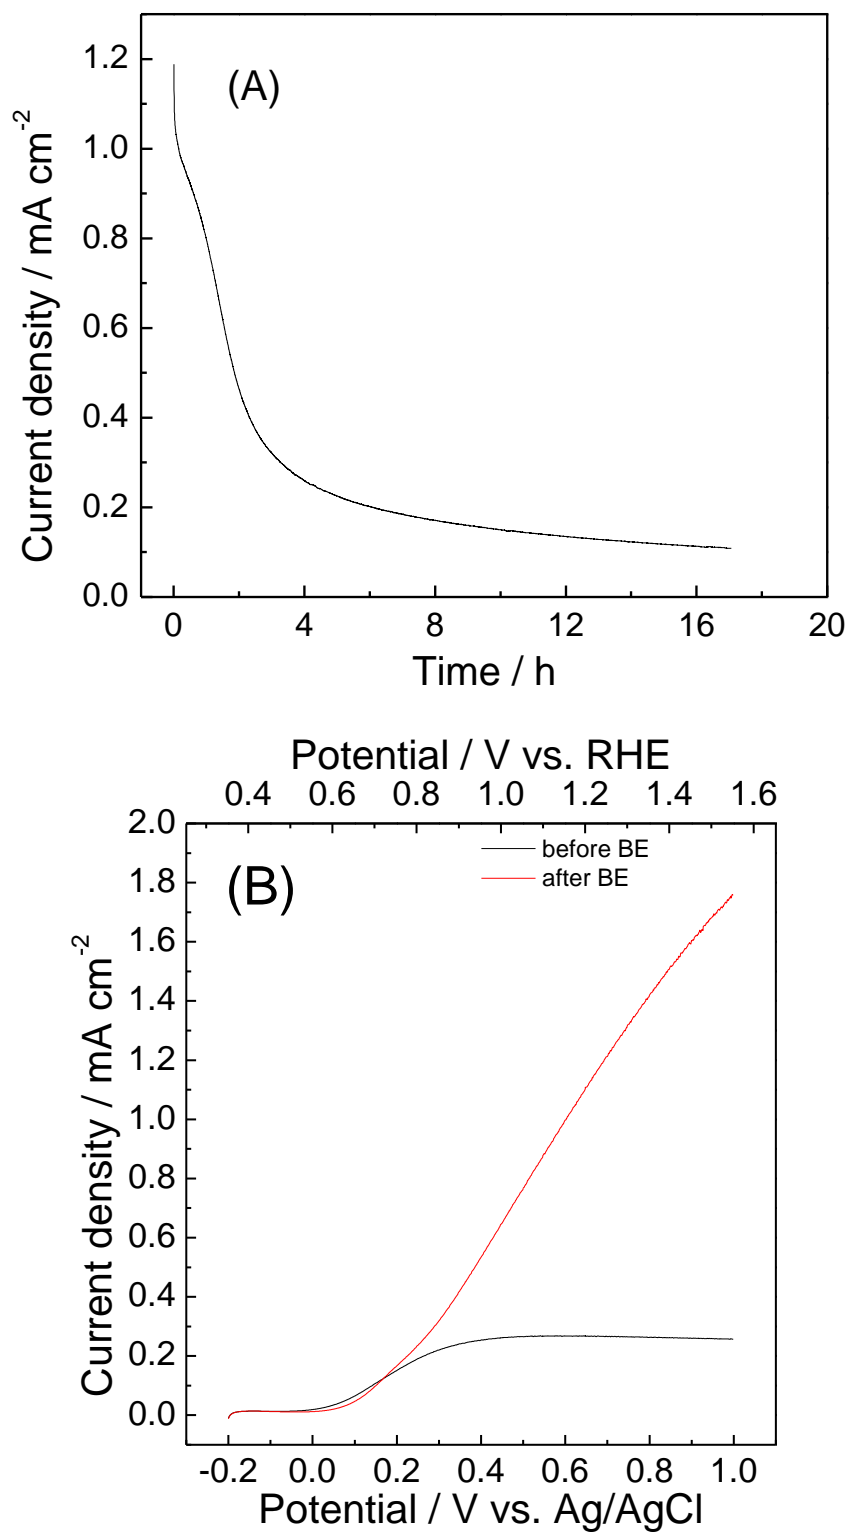 (A)
1.2
1.0
0.8
0.6
0.4
0.2
0.0
Current density / mA cm-2
0 4 8 12 16 20
Time / h
Potential / V vs. RHE
0.4 0.6 0.8 1.0 1.2 1.4 1.6
(B)
before BE
after BE
2.0
1.8
1.6
1.4
1.2
1.0
0.8
0.6
0.4
0.2
0.0
Current density / mA cm-2
-0.2 0.0 0.2 0.4 0.6 0.8 1.0
Potential / V vs. Ag/AgCl